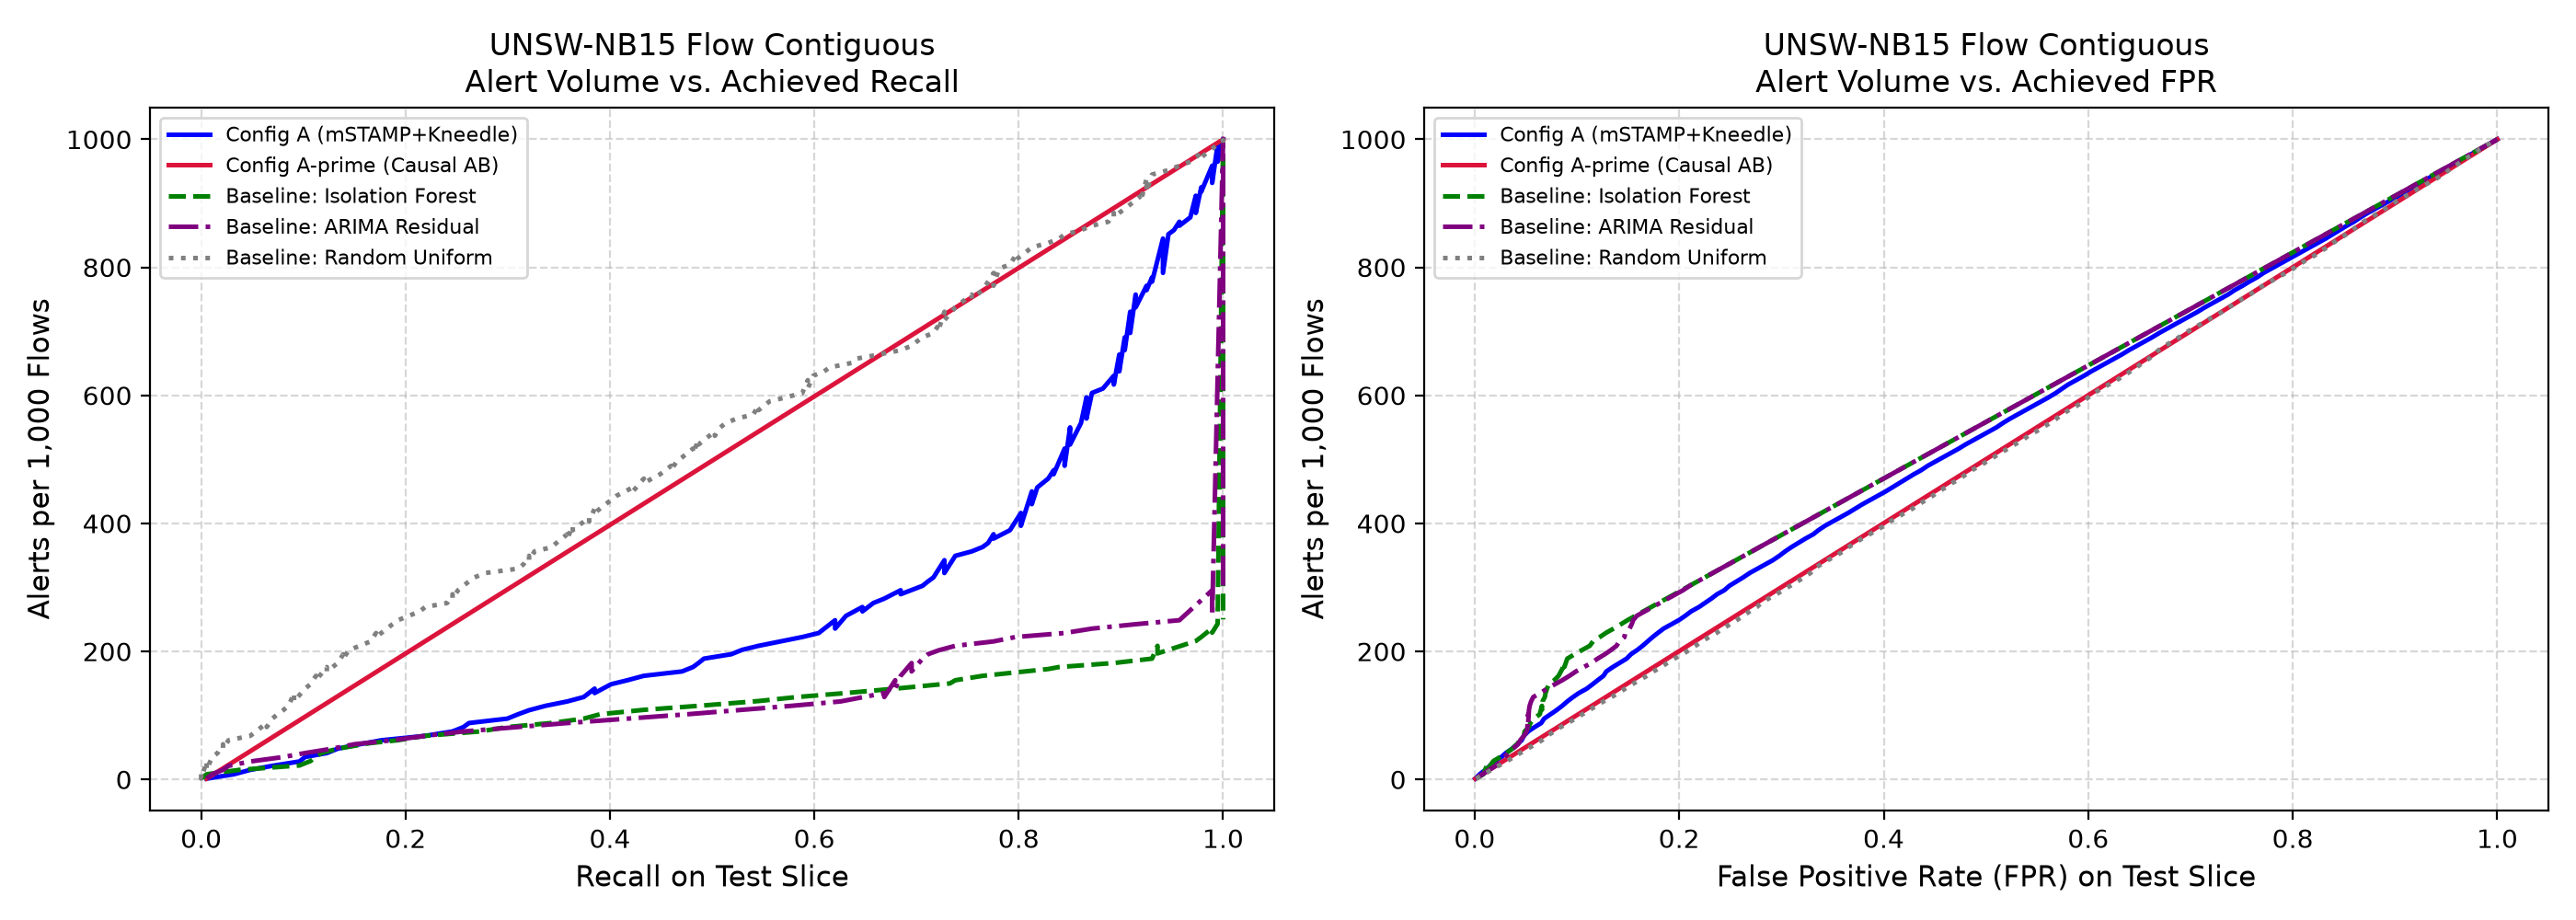 UNSW-NB15 Flow Contiguous
Alert Volume vs. Achieved Recall
Config A (mSTAMP+Kneedle)
Config A-prime (Causal AB)
Baseline: Isolation Forest
Baseline: ARIMA Residual
Baseline: Random Uniform
Alerts per 1,000 Flows
1000
800
600
400
200
0
0.0 0.2 0.4 0.6 0.8 1.0
Recall on Test Slice
UNSW-NB15 Flow Contiguous
Alert Volume vs. Achieved FPR
Config A (mSTAMP+Kneedle)
Config A-prime (Causal AB)
Baseline: Isolation Forest
Baseline: ARIMA Residual
Baseline: Random Uniform
Alerts per 1,000 Flows
1000
800
600
400
200
0
0.0 0.2 0.4 0.6 0.8 1.0
False Positive Rate (FPR) on Test Slice